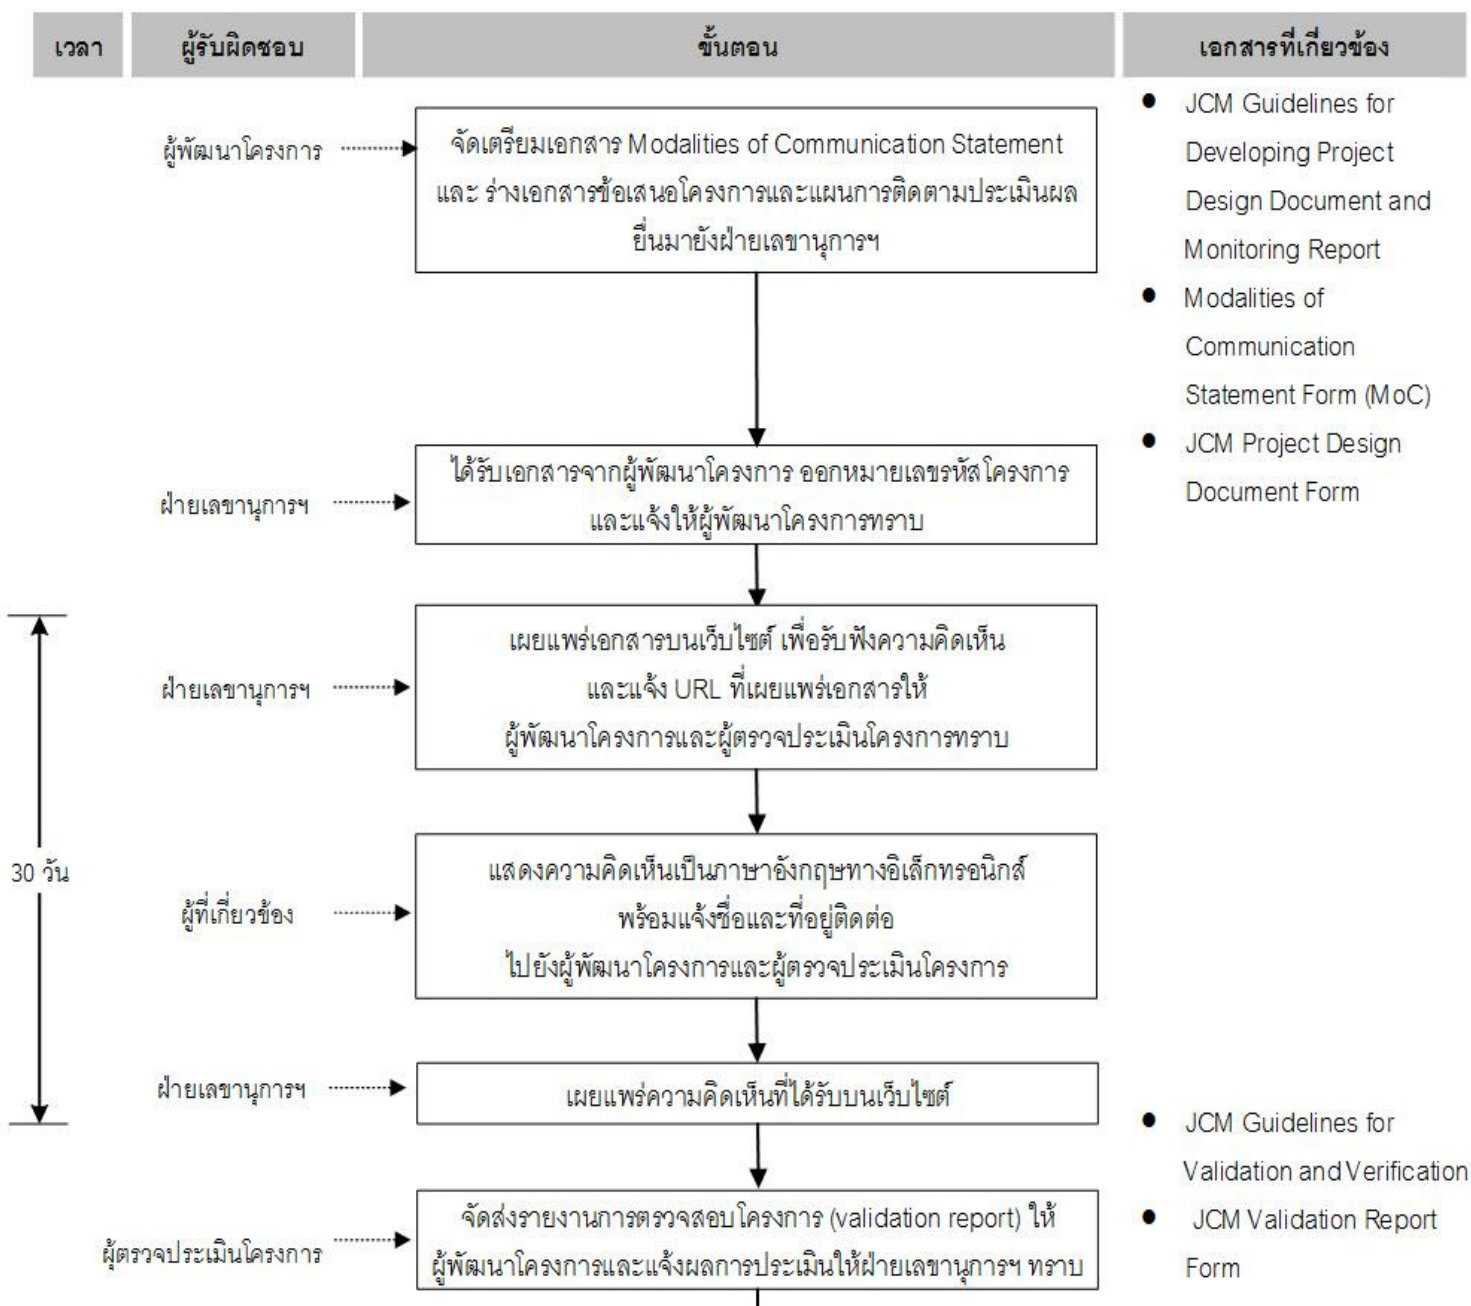 เวลา
ผู้รับผิดชอบ
ขั้นตอน
เอกสารที่เกี่ยวข้อง
ผู้พัฒนาโครงการ
จัดเตรียมเอกสาร Modalities of Communication Statement
และ ร่างเอกสารข้อเสนอโครงการและแผนการติดตามประเมินผล
ยื่นมายังฝ่ายเลขานุการฯ
● JCM Guidelines for
Developing Project
Design Document and
Monitoring Report
● Modalities of
Communication
Statement Form (MoC)
● JCM Project Design
Document Form
ฝ่ายเลขานุการฯ
ได้รับเอกสารจากผู้พัฒนาโครงการ ออกหมายเลขรหัสโครงการ
และแจ้งให้ผู้พัฒนาโครงการทราบ
30 วัน
ฝ่ายเลขานุการฯ
เผยแพร่เอกสารบนเว็บไซต์ เพื่อรับฟังความคิดเห็น
และแจ้ง URL ที่เผยแพร่เอกสารให้
ผู้พัฒนาโครงการและผู้ตรวจประเมินโครงการทราบ
ผู้ที่เกี่ยวข้อง
แสดงความคิดเห็นเป็นภาษาอังกฤษทางอิเล็กทรอนิกส์
พร้อมแจ้งชื่อและที่อยู่ติดต่อ
ไปยังผู้พัฒนาโครงการและผู้ตรวจประเมินโครงการ
ฝ่ายเลขานุการฯ
เผยแพร่ความคิดเห็นที่ได้รับบนเว็บไซต์
ผู้ตรวจประเมินโครงการ
จัดส่งรายงานการตรวจสอบโครงการ (validation report) ให้
ผู้พัฒนาโครงการและแจ้งผลการประเมินให้ฝ่ายเลขานุการฯ ทราบ
● JCM Guidelines for
Validation and Verification
● JCM Validation Report
Form